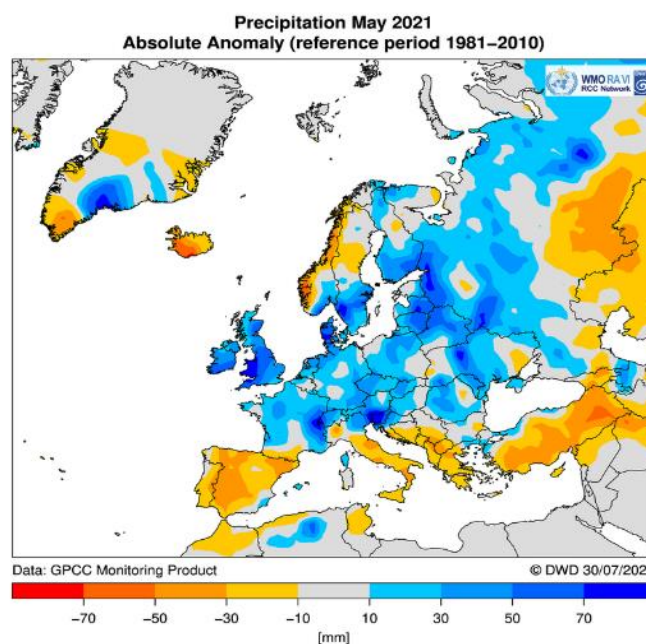 Precipitation May 2021
Absolute Anomaly (reference period 1981−2010)
WMO RA VI
RCC Network
Data: GPCC Monitoring Product
© DWD 30/07/202
−70 −50 −30 −10 10 30 50 70
[mm]